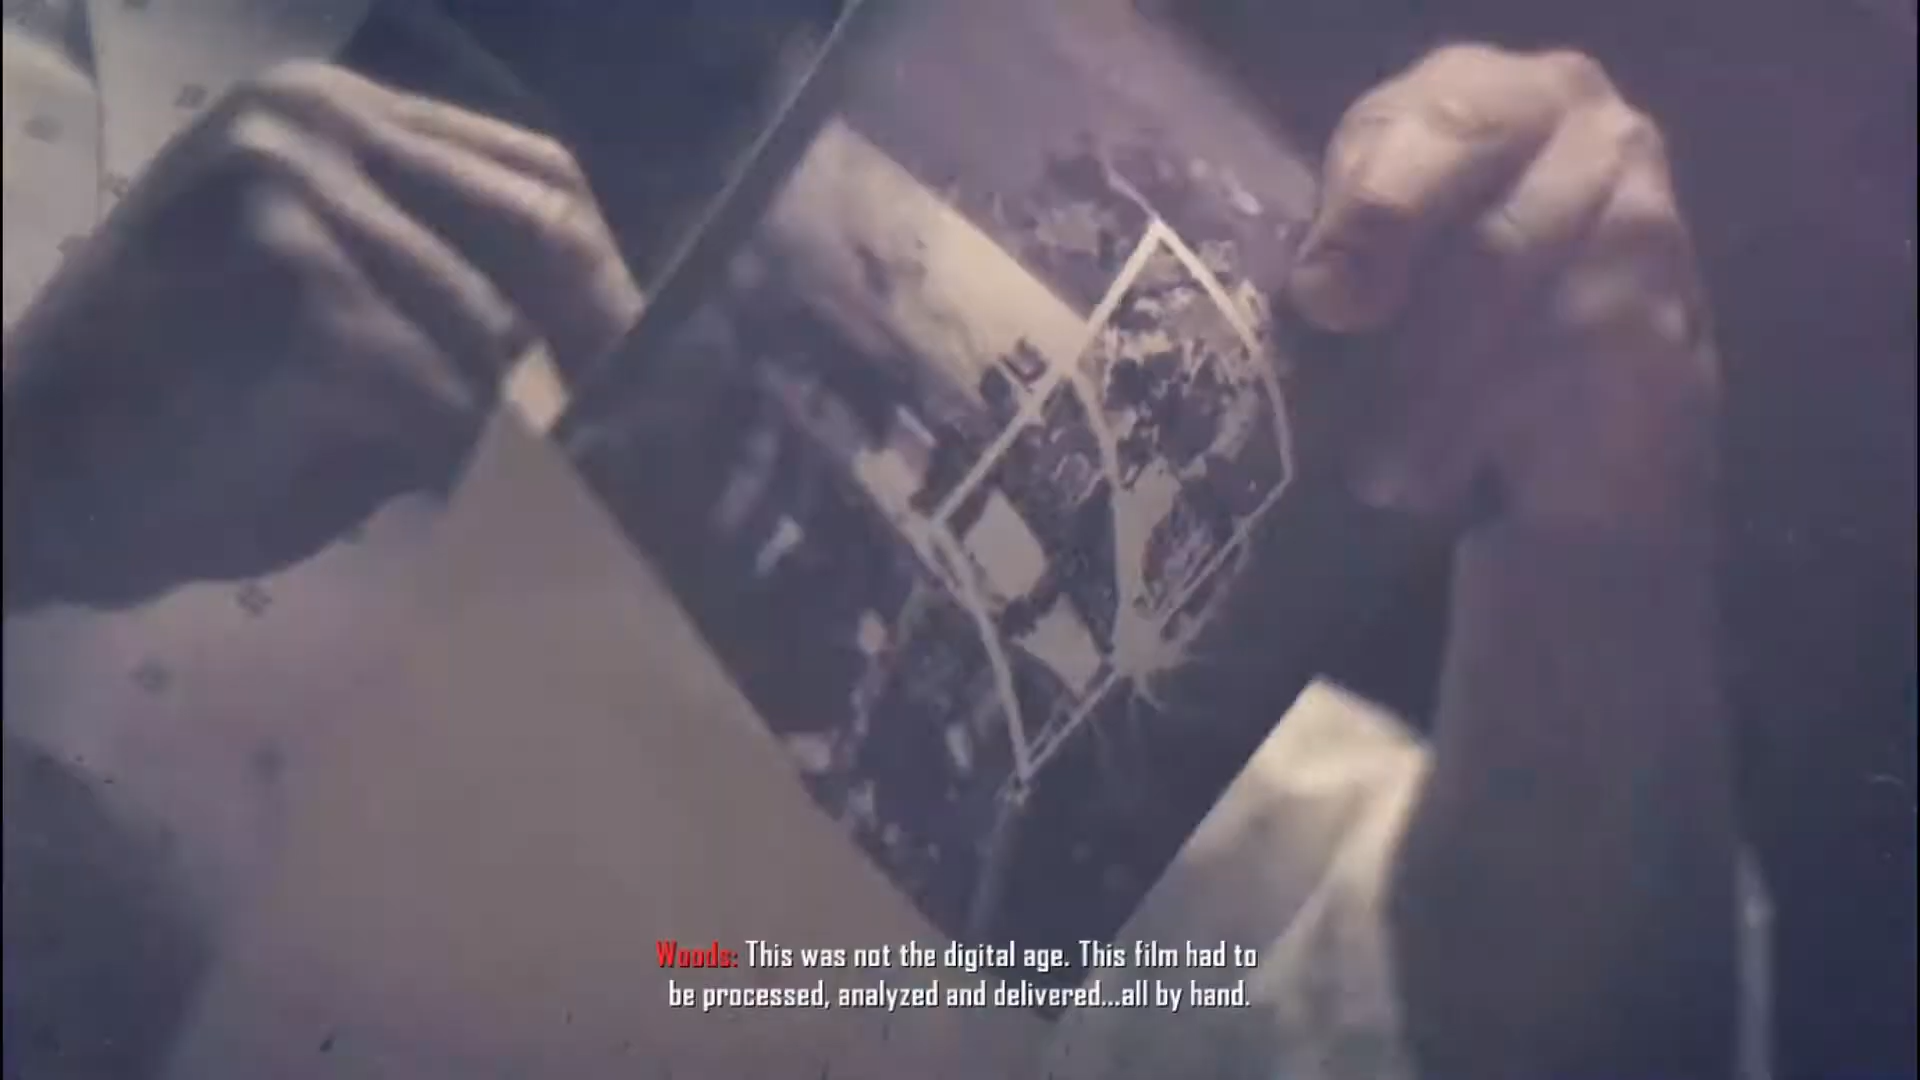 Woods: This was not the digital age. This film had to
be processed, analyzed and delivered...all by hand.